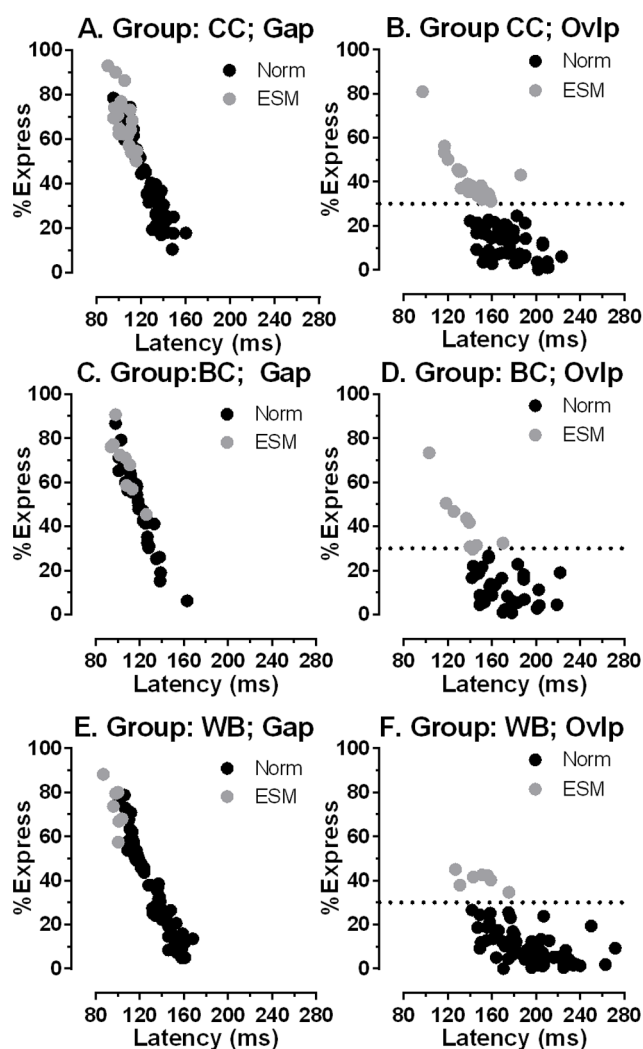 A. Group: CC; Gap
B. Group CC; Ovlp
100
80
60
40
20
0
%Express
Norm
ESM
80 120 160 200 240 280
Latency (ms)
100
80
60
40
20
0
%Express
Norm
ESM
80 120 160 200 240 280
Latency (ms)
C. Group:BC; Gap
D. Group: BC; Ovlp
100
80
60
40
20
0
%Express
Norm
ESM
80 120 160 200 240 280
Latency (ms)
100
80
60
40
20
0
%Express
Norm
ESM
80 120 160 200 240 280
Latency (ms)
E. Group: WB; Gap
F. Group: WB; Ovlp
100
80
60
40
20
0
%Express
Norm
ESM
80 120 160 200 240 280
Latency (ms)
100
80
60
40
20
0
%Express
Norm
ESM
80 120 160 200 240 280
Latency (ms)